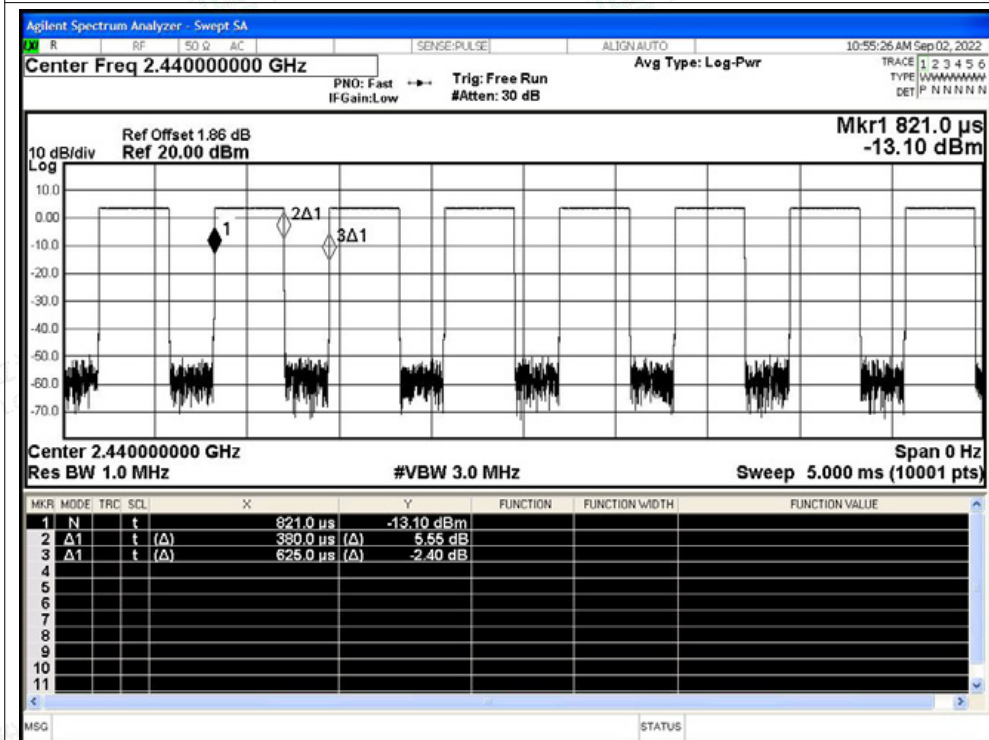 Agilent Spectrum Analyzer - Swept SA
R RF 50 Ω AC SENSE:PULSE ALIGN AUTO 10:55:26 AM Sep 02, 2022
Center Freq 2.440000000 GHz
PNO: Fast
IFGain:Low
Trig: Free Run
#Atten: 30 dB
Avg Type: Log-Pwr
TRACE 1 2 3 4 5 6
TYPE WWWWWW
DET P N N N N N
Mkr1 821.0 µs
-13.10 dBm
Ref Offset 1.86 dB
10 dB/div Ref 20.00 dBm
Log
10.0
0.00
-10.0
-20.0
-30.0
-40.0
-50.0
-60.0
-70.0
1
2Δ1
3Δ1
Center 2.440000000 GHz Span 0 Hz
Res BW 1.0 MHz #VBW 3.0 MHz Sweep 5.000 ms (10001 pts)
MKR MODE TRC SCL X Y FUNCTION FUNCTION WIDTH FUNCTION VALUE
1 N t 821.0 µs -13.10 dBm
2 Δ1 t (Δ) 380.0 µs (Δ) 5.55 dB
3 Δ1 t (Δ) 625.0 µs (Δ) -2.40 dB
4
5
6
7
8
9
10
11
MSG STATUS